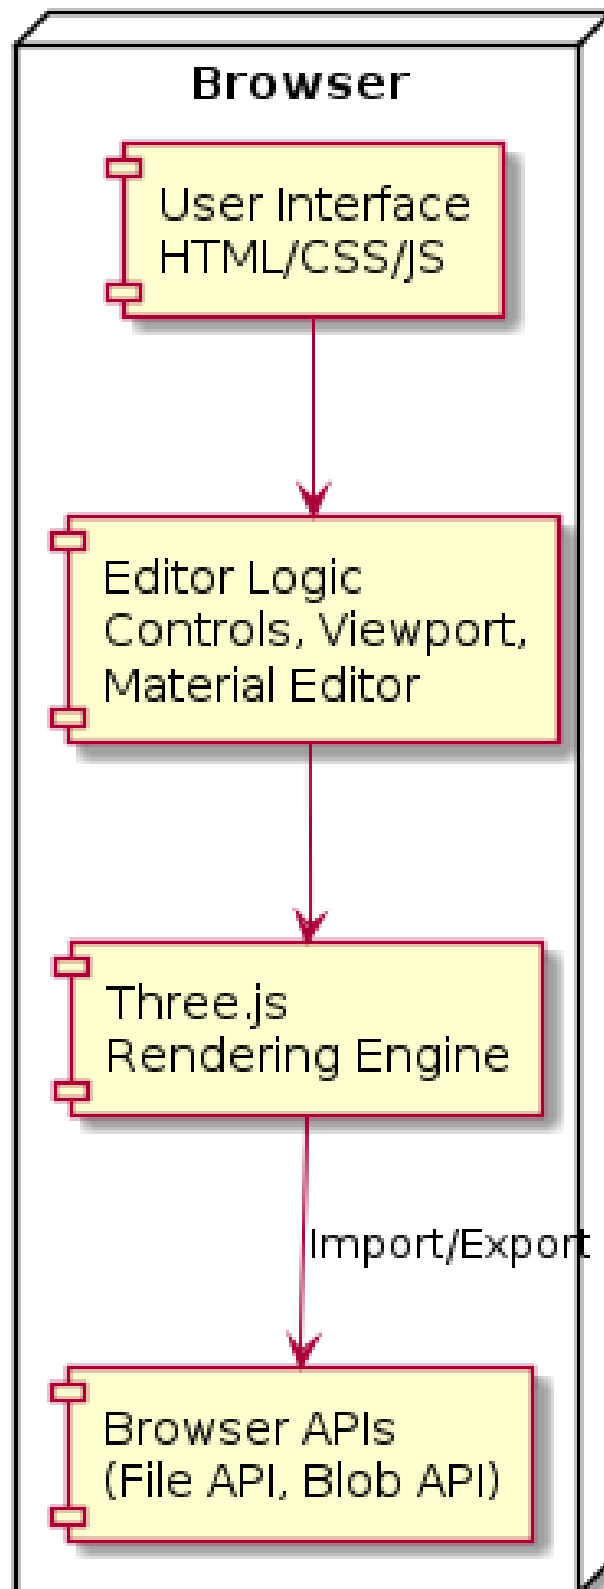 Browser
User Interface
HTML/CSS/JS
Editor Logic
Controls, Viewport,
Material Editor
Three.js
Rendering Engine
Import/Export
Browser APIs
(File API, Blob API)